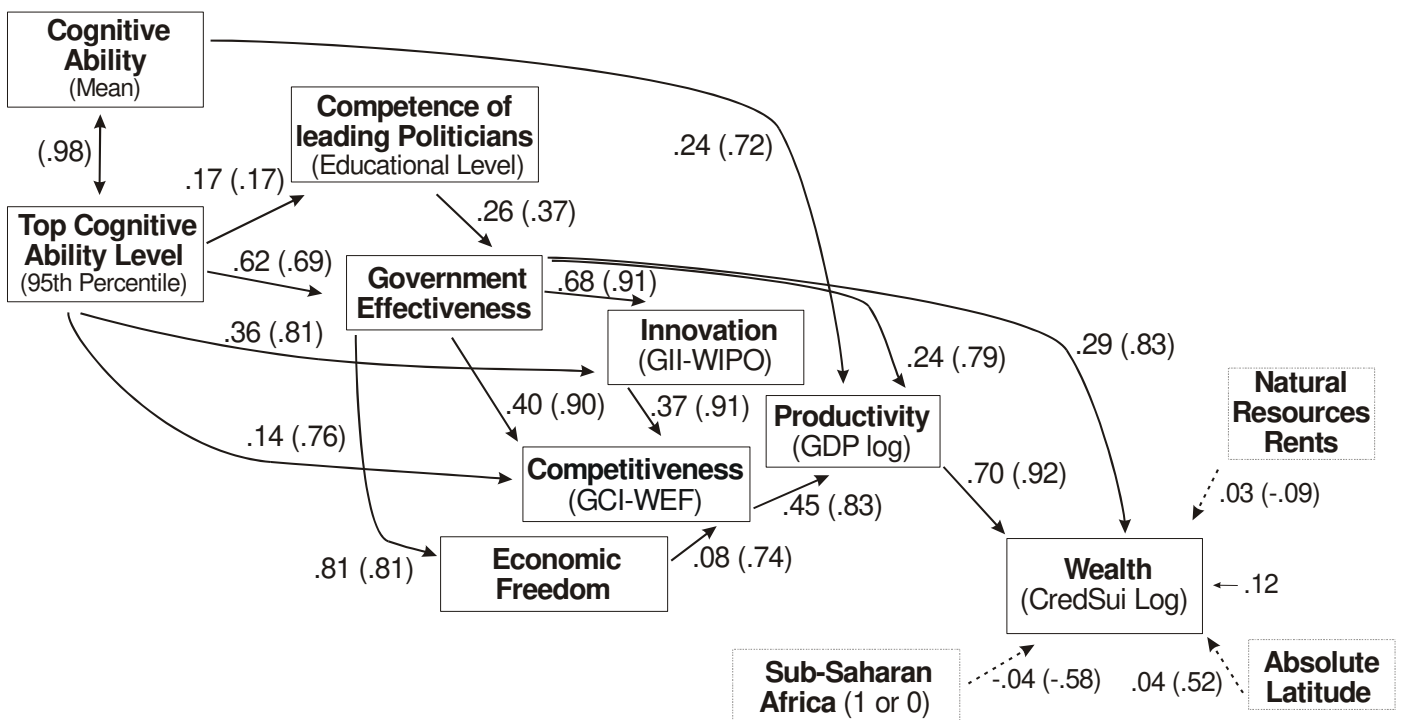 Cognitive
Ability
(Mean)
(.98)
Top Cognitive
Ability Level
(95th Percentile)
.17 (.17)
Competence of
leading Politicians
(Educational Level)
.24 (.72)
.26 (.37)
.62 (.69)
Government
Effectiveness
.68 (.91)
.36 (.81)
Innovation
(GII-WIPO)
.24 (.79)
.29 (.83)
Natural
Resources
Rents
.40 (.90)
.37 (.91)
Productivity
(GDP log)
.14 (.76)
Competitiveness
(GCI-WEF)
.45 (.83)
.70 (.92)
.03 (-.09)
.81 (.81)
Economic
Freedom
.08 (.74)
Wealth
(CredSui Log)
.12
Sub-Saharan
Africa (1 or 0)
-.04 (-.58)
.04 (.52)
Absolute
Latitude